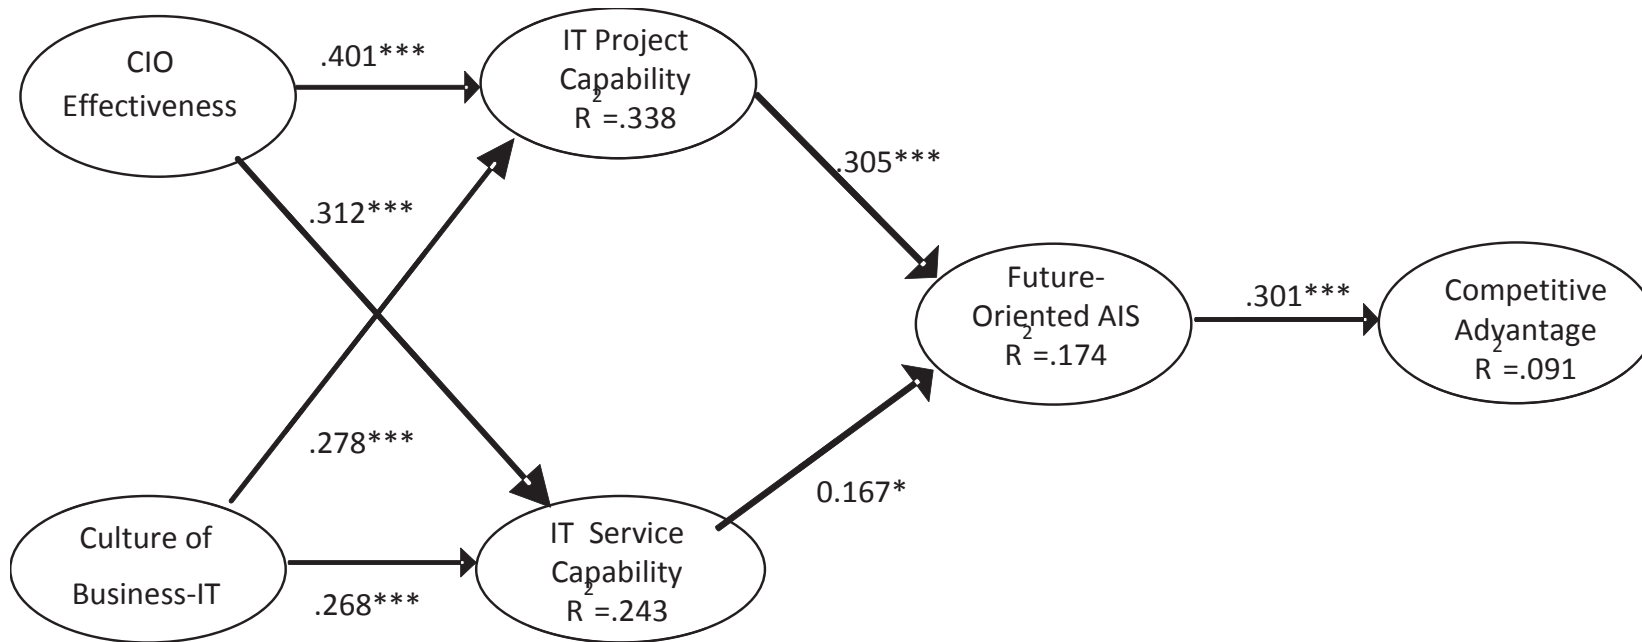 CIO
Effectiveness
.401***
IT Project
Capability
R²=.338
.312***
.305***
Future-
Oriented AIS
R²=.174
.301***
Competitive
Advantage
R²=.091
.278***
0.167*
Culture of
Business-IT
.268***
IT  Service
Capability
R²=.243